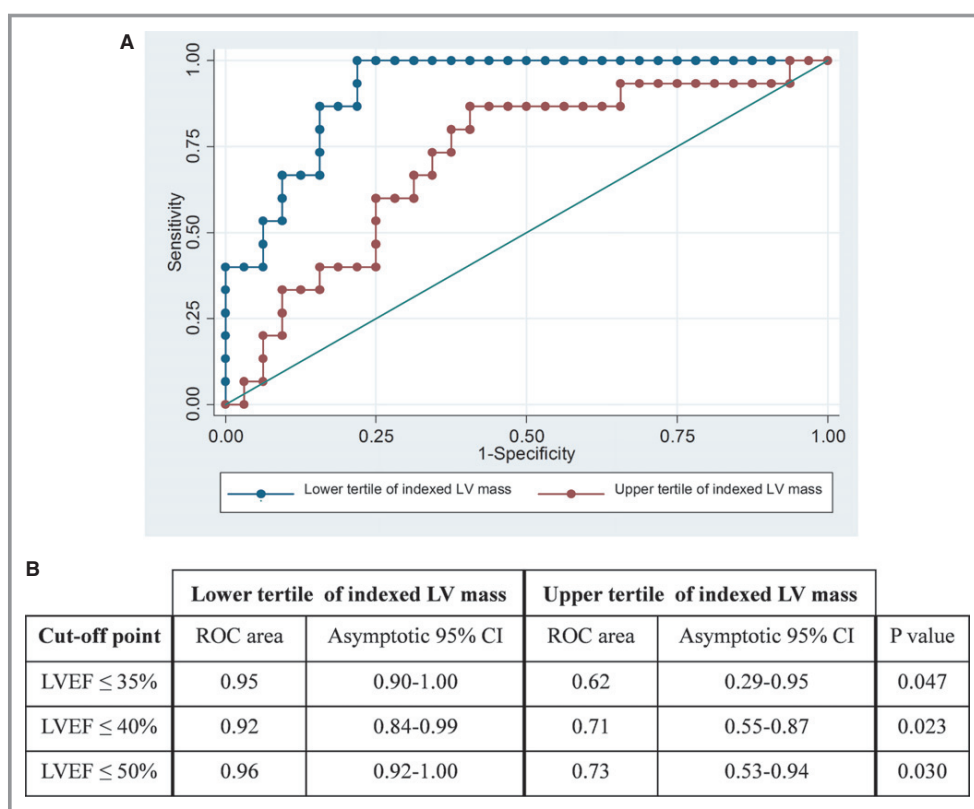 A
1.00
0.75
0.50
0.25
0.00
Sensitivity
0.00 0.25 0.50 0.75 1.00
1-Specificity
Lower tertile of indexed LV mass Upper tertile of indexed LV mass
B
Lower tertile of indexed LV mass Upper tertile of indexed LV mass
Cut-off point ROC area Asymptotic 95% CI ROC area Asymptotic 95% CI P value
LVEF ≤ 35% 0.95 0.90-1.00 0.62 0.29-0.95 0.047
LVEF ≤ 40% 0.92 0.84-0.99 0.71 0.55-0.87 0.023
LVEF ≤ 50% 0.96 0.92-1.00 0.73 0.53-0.94 0.030